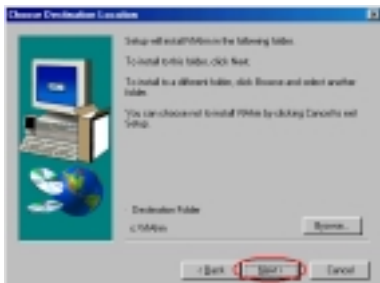 Choose Destination Location
Setup will install in the following folder.
To install to this folder, click Next.
To install to a different folder, click Browse and select another
folder.
You can choose not to install by clicking Cancel to exit
Setup.
Destination Folder
Browse...
< Back
Next >
Cancel